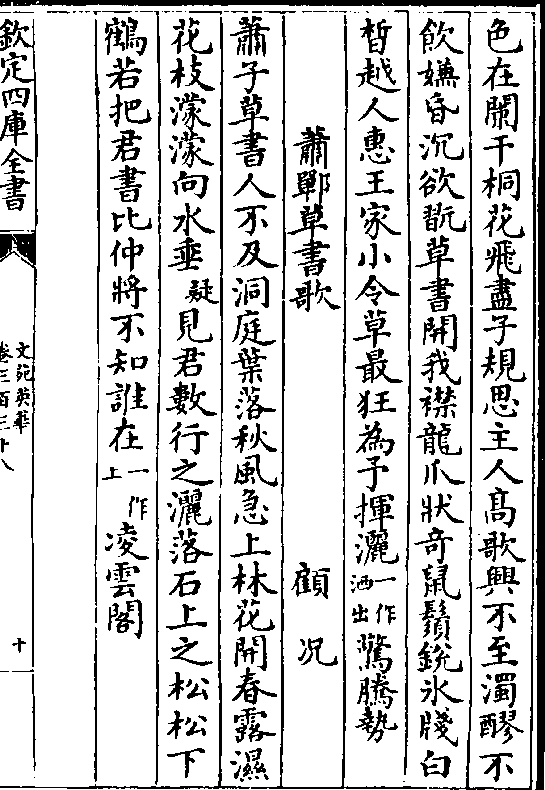 色在闌干桐花飛盡子規思主人高歌興不至濁醪不
飲嫌昏沉欲翫草書開我襟龍爪狀奇鼠鬚銳水牋白
晳越人惠王家小令草最狂為予揮灑一作洒出驚騰勢
蕭鄆草書歌 顧况
蕭子草書人不及洞庭葉落秋風急上林花開春露濕
花枝濛濛向水垂疑見君數行之灑落石上之松松下
鶴若把君書比仲將不知誰在一作上凌雲閣
欽定四庫全書
文苑英華
卷三百三十八
十